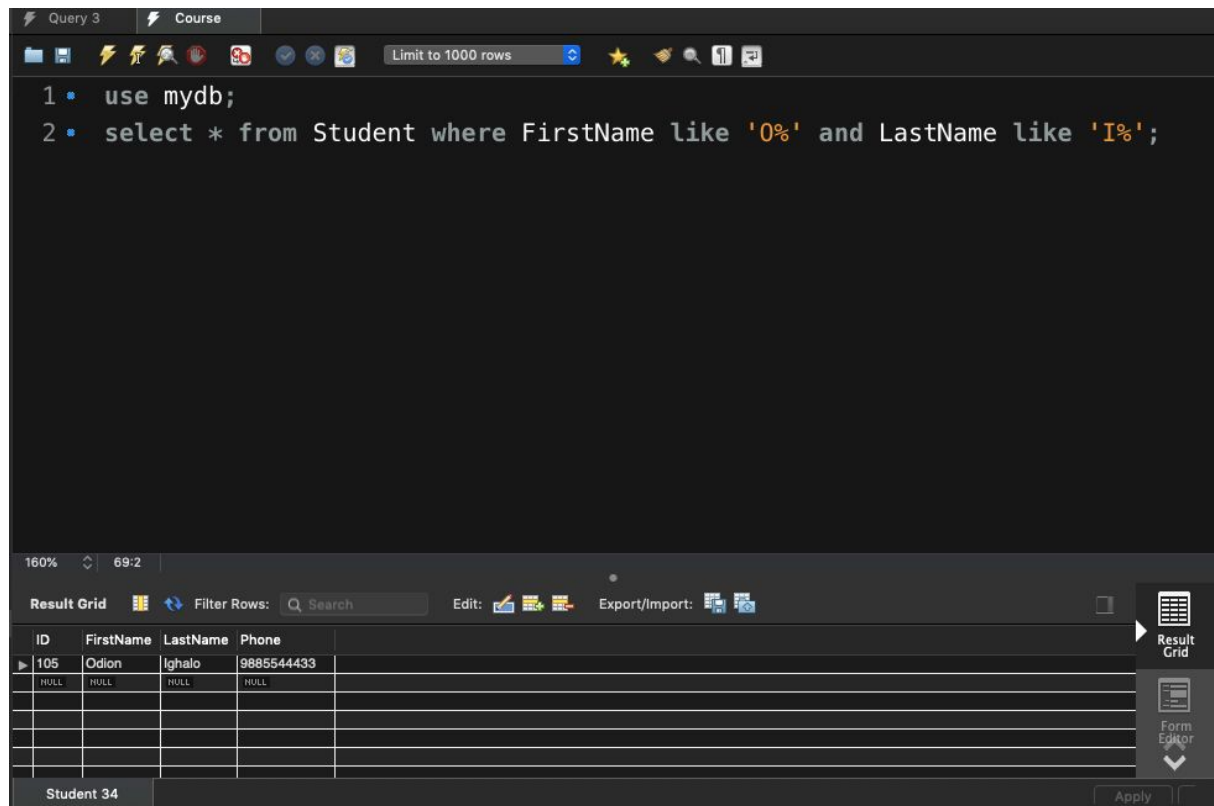 Query 3
Course
Limit to 1000 rows
1 use mydb;
2 select * from Student where FirstName like 'O%' and LastName like 'I%';
160% 69:2
Result Grid Filter Rows: Search Edit: Export/Import:
Result Grid
ID FirstName LastName Phone
105 Odion Ighalo 9885544433
NULL NULL NULL NULL
Form Editor
Student 34
Apply